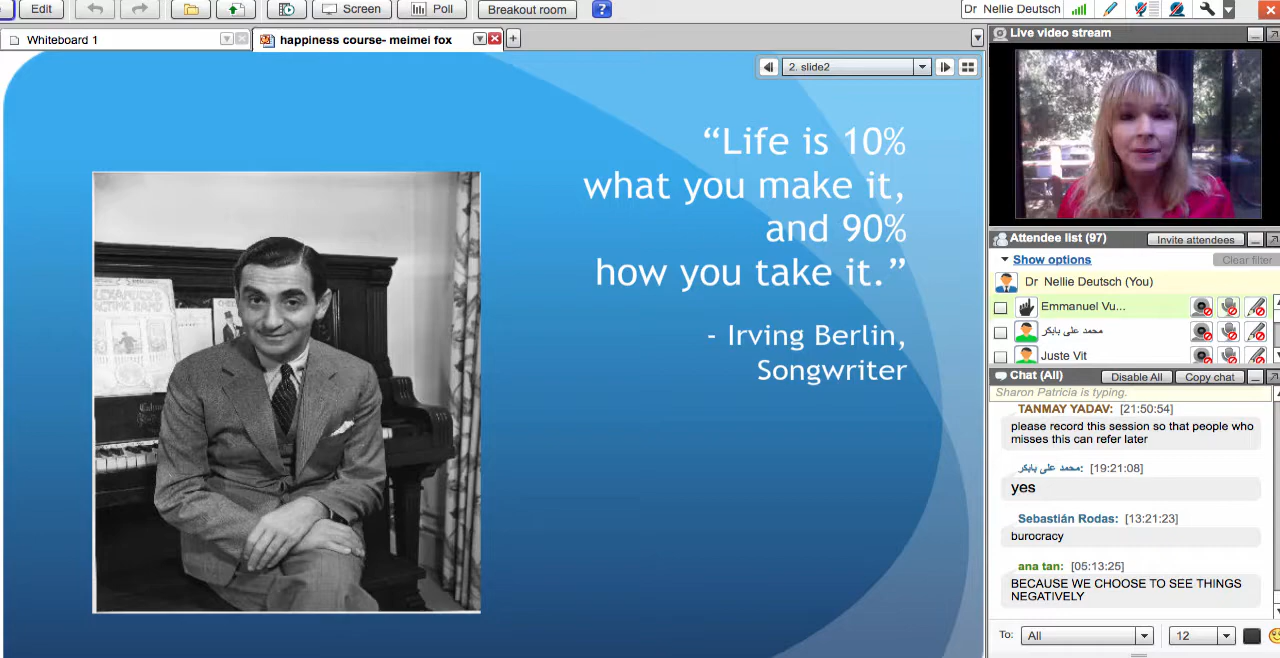 Edit
Screen
Poll
Breakout room
?
Dr Nellie Deutsch
Whiteboard 1
happiness course- meimei fox
Live video stream
2. slide2
“Life is 10%
what you make it,
and 90%
how you take it.”
- Irving Berlin,
Songwriter
Attendee list (97)
Invite attendees
Show options
Clear filter
Dr Nellie Deutsch (You)
Emmanuel Vu...
محمد علی بابکر
Juste Vit
Chat (All)
Disable All
Copy chat
Sharon Patricia is typing.
TANMAY YADAV: [21:50:54]
please record this session so that people who
misses this can refer later
محمد علی بابکر: [19:21:08]
yes
Sebastián Rodas: [13:21:23]
burocracy
ana tan: [05:13:25]
BECAUSE WE CHOOSE TO SEE THINGS
NEGATIVELY
To: All 12